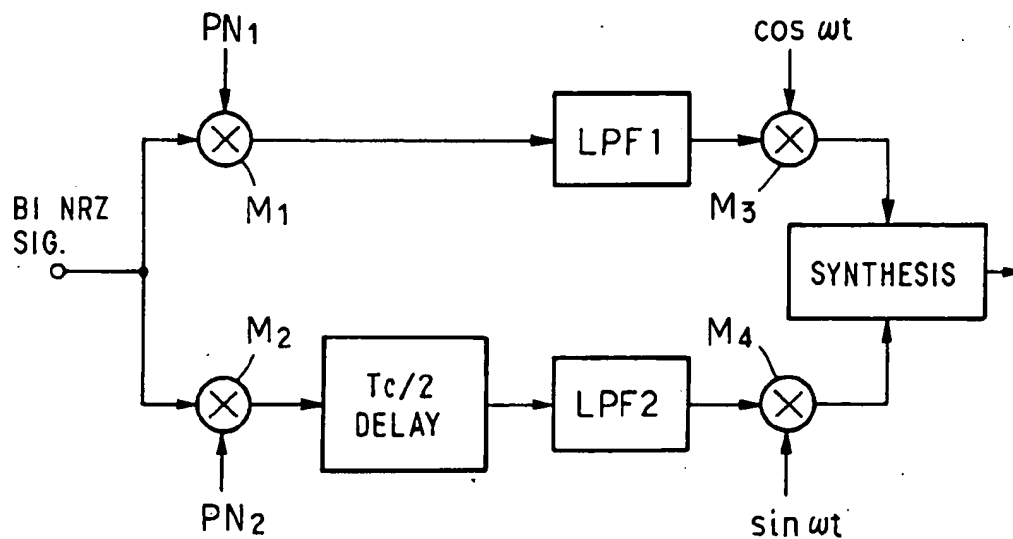 PN1
cos ωt
LPF1
M1
M3
BI NRZ
SIG.
SYNTHESIS
M2
M4
Tc/2
DELAY
LPF2
PN2
sin ωt